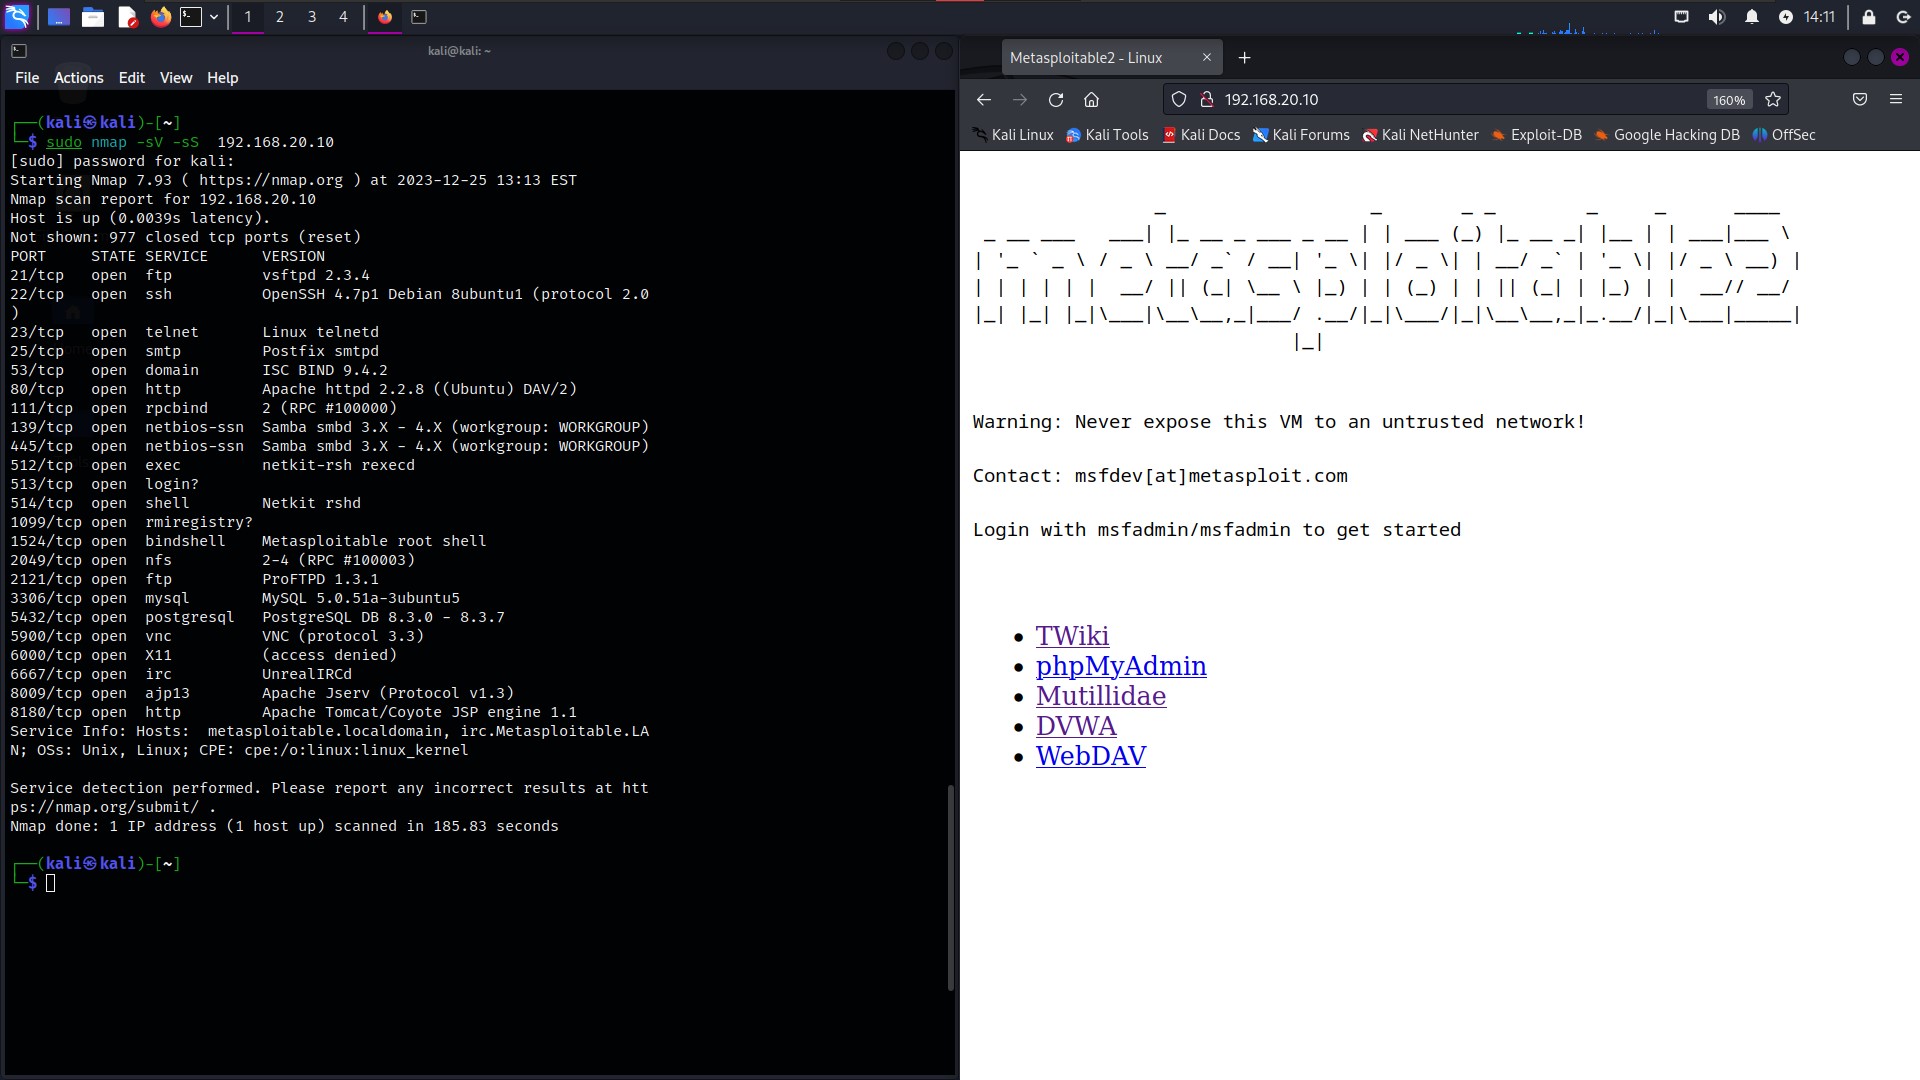 1 2 3 4
14:11
kali@kali: ~
File Actions Edit View Help
┌──(kali㉿kali)-[~]
└─$ sudo nmap -sV -sS  192.168.20.10
[sudo] password for kali:
Starting Nmap 7.93 ( https://nmap.org ) at 2023-12-25 13:13 EST
Nmap scan report for 192.168.20.10
Host is up (0.0039s latency).
Not shown: 977 closed tcp ports (reset)
PORT     STATE SERVICE      VERSION
21/tcp   open  ftp          vsftpd 2.3.4
22/tcp   open  ssh          OpenSSH 4.7p1 Debian 8ubuntu1 (protocol 2.0
)
23/tcp   open  telnet       Linux telnetd
25/tcp   open  smtp         Postfix smtpd
53/tcp   open  domain       ISC BIND 9.4.2
80/tcp   open  http         Apache httpd 2.2.8 ((Ubuntu) DAV/2)
111/tcp  open  rpcbind      2 (RPC #100000)
139/tcp  open  netbios-ssn  Samba smbd 3.X - 4.X (workgroup: WORKGROUP)
445/tcp  open  netbios-ssn  Samba smbd 3.X - 4.X (workgroup: WORKGROUP)
512/tcp  open  exec         netkit-rsh rexecd
513/tcp  open  login?
514/tcp  open  shell        Netkit rshd
1099/tcp open  rmiregistry?
1524/tcp open  bindshell    Metasploitable root shell
2049/tcp open  nfs          2-4 (RPC #100003)
2121/tcp open  ftp          ProFTPD 1.3.1
3306/tcp open  mysql        MySQL 5.0.51a-3ubuntu5
5432/tcp open  postgresql   PostgreSQL DB 8.3.0 - 8.3.7
5900/tcp open  vnc          VNC (protocol 3.3)
6000/tcp open  X11          (access denied)
6667/tcp open  irc          UnrealIRCd
8009/tcp open  ajp13        Apache Jserv (Protocol v1.3)
8180/tcp open  http         Apache Tomcat/Coyote JSP engine 1.1
Service Info: Hosts:  metasploitable.localdomain, irc.Metasploitable.LA
N; OSs: Unix, Linux; CPE: cpe:/o:linux:linux_kernel
Service detection performed. Please report any incorrect results at htt
ps://nmap.org/submit/ .
Nmap done: 1 IP address (1 host up) scanned in 185.83 seconds
┌──(kali㉿kali)-[~]
└─$
Metasploitable2 - Linux
192.168.20.10
160%
Kali Linux Kali Tools Kali Docs Kali Forums Kali NetHunter Exploit-DB Google Hacking DB OffSec
metasploitable2
Warning: Never expose this VM to an untrusted network!
Contact: msfdev[at]metasploit.com
Login with msfadmin/msfadmin to get started
TWiki
phpMyAdmin
Mutillidae
DVWA
WebDAV